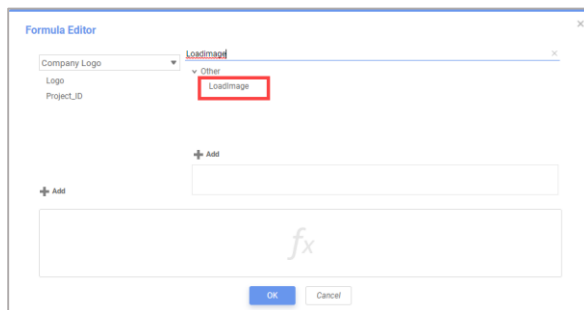 Formula Editor
Company Logo
Logo
Project_ID
Add
Loadimage
Other
LoadImage
Add
fx
OK
Cancel